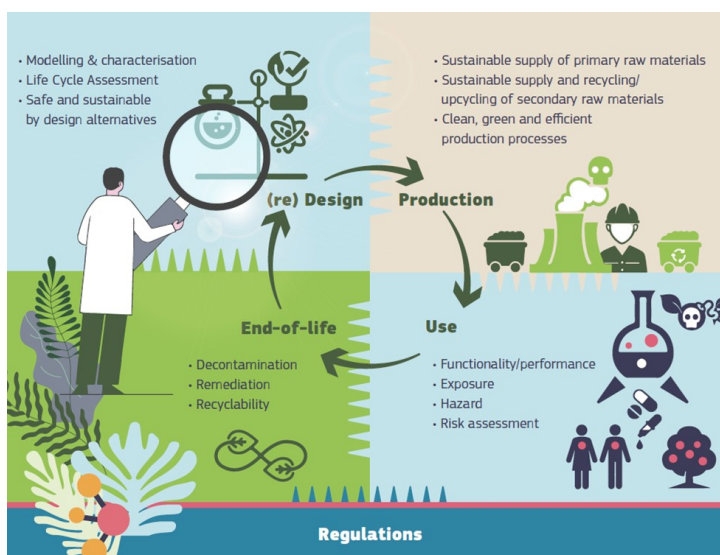 • Modelling & characterisation
• Life Cycle Assessment
• Safe and sustainable
by design alternatives
• Sustainable supply of primary raw materials
• Sustainable supply and recycling/
upcycling of secondary raw materials
• Clean, green and efficient
production processes
(re) Design
Production
End-of-life
• Decontamination
• Remediation
• Recyclability
Use
• Functionality/performance
• Exposure
• Hazard
• Risk assessment
Regulations